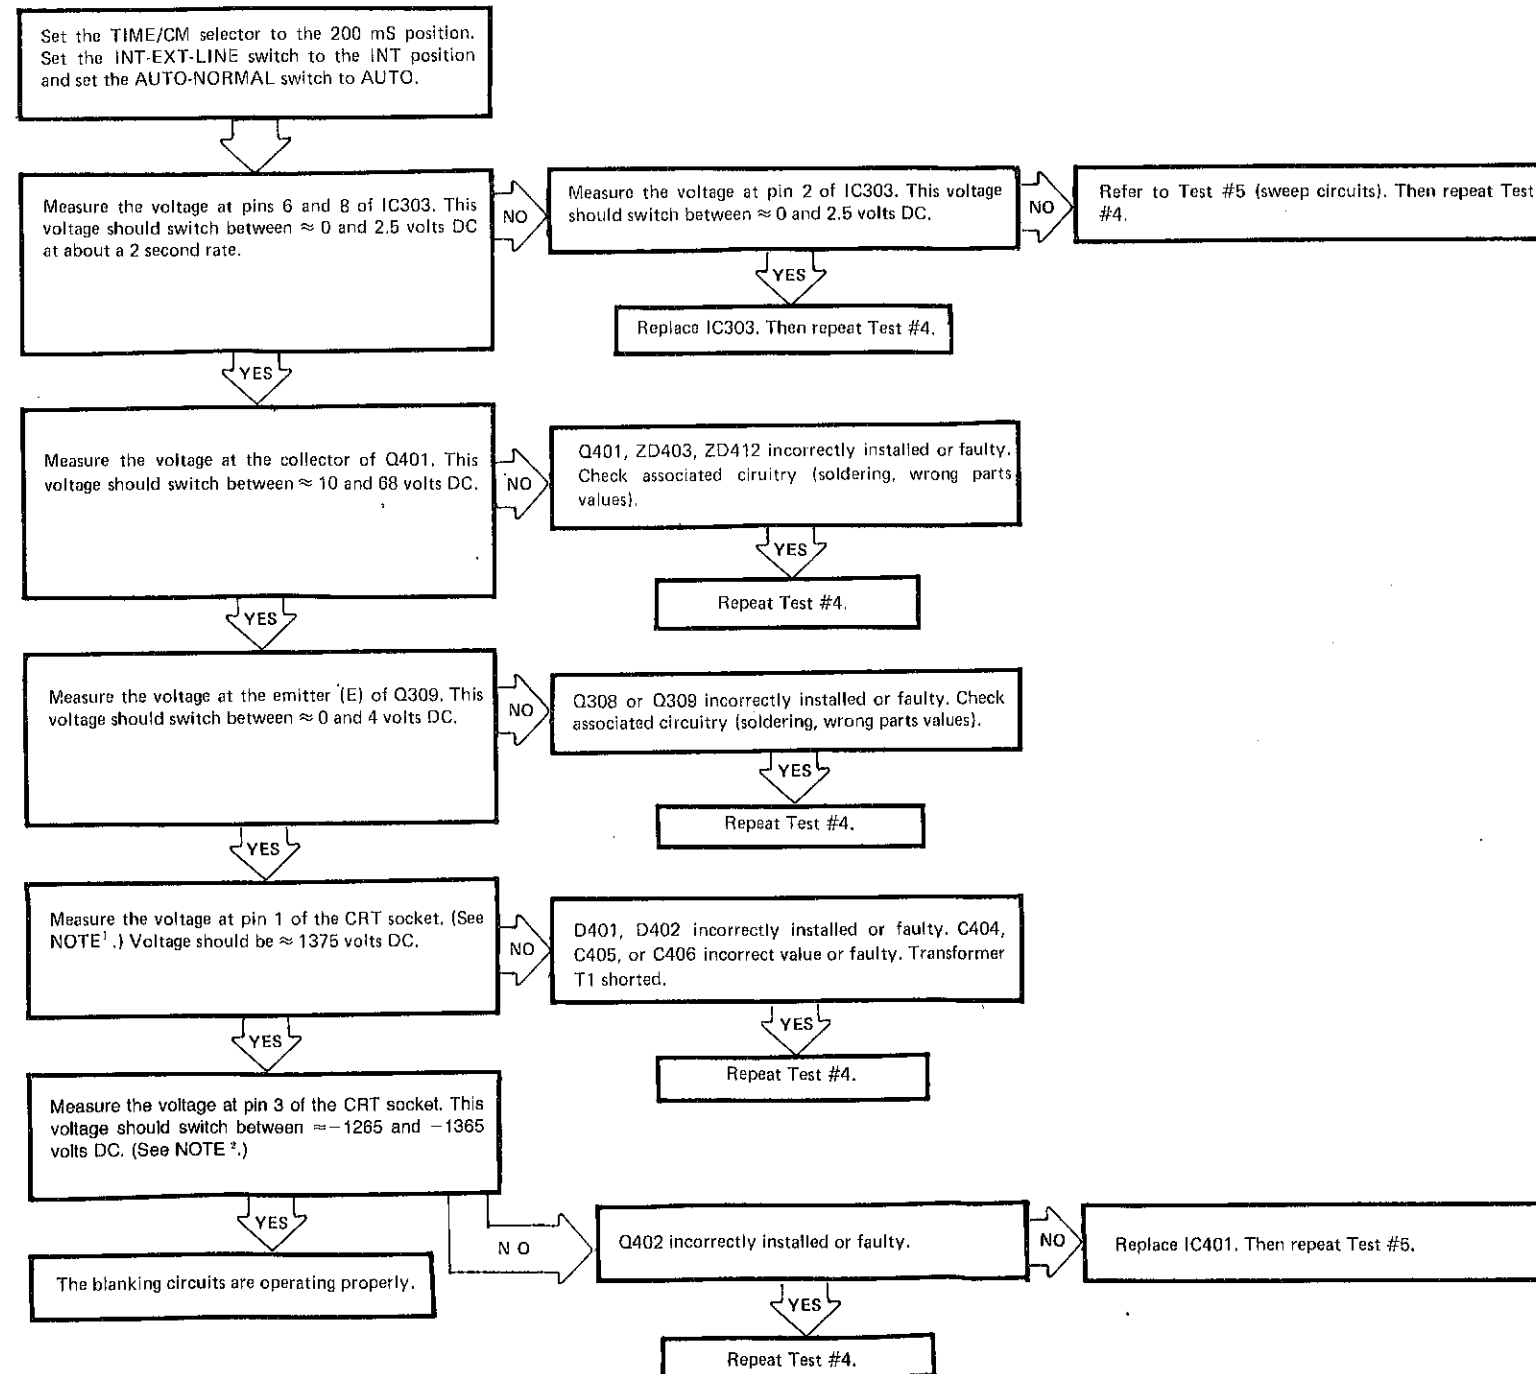 Set the TIME/CM selector to the 200 mS position.
Set the INT-EXT-LINE switch to the INT position
and set the AUTO-NORMAL switch to AUTO.
Measure the voltage at pins 6 and 8 of IC303. This
voltage should switch between ≈ 0 and 2.5 volts DC
at about a 2 second rate.
NO
Measure the voltage at pin 2 of IC303. This voltage
should switch between ≈ 0 and 2.5 volts DC.
NO
Refer to Test #5 (sweep circuits). Then repeat Test
#4.
YES
Replace IC303. Then repeat Test #4.
YES
Measure the voltage at the collector of Q401. This
voltage should switch between ≈ 10 and 68 volts DC.
NO
Q401, ZD403, ZD412 incorrectly installed or faulty.
Check associated ciruitry (soldering, wrong parts
values).
YES
Repeat Test #4.
YES
Measure the voltage at the emitter (E) of Q309. This
voltage should switch between ≈ 0 and 4 volts DC.
NO
Q308 or Q309 incorrectly installed or faulty. Check
associated circuitry (soldering, wrong parts values).
YES
Repeat Test #4.
YES
Measure the voltage at pin 1 of the CRT socket. (See
NOTE¹.) Voltage should be ≈ 1375 volts DC.
NO
D401, D402 incorrectly installed or faulty. C404,
C405, or C406 incorrect value or faulty. Transformer
T1 shorted.
YES
Repeat Test #4.
YES
Measure the voltage at pin 3 of the CRT socket. This
voltage should switch between ≈−1265 and −1365
volts DC. (See NOTE ².)
YES
The blanking circuits are operating properly.
N O
Q402 incorrectly installed or faulty.
NO
Replace IC401. Then repeat Test #5.
YES
Repeat Test #4.